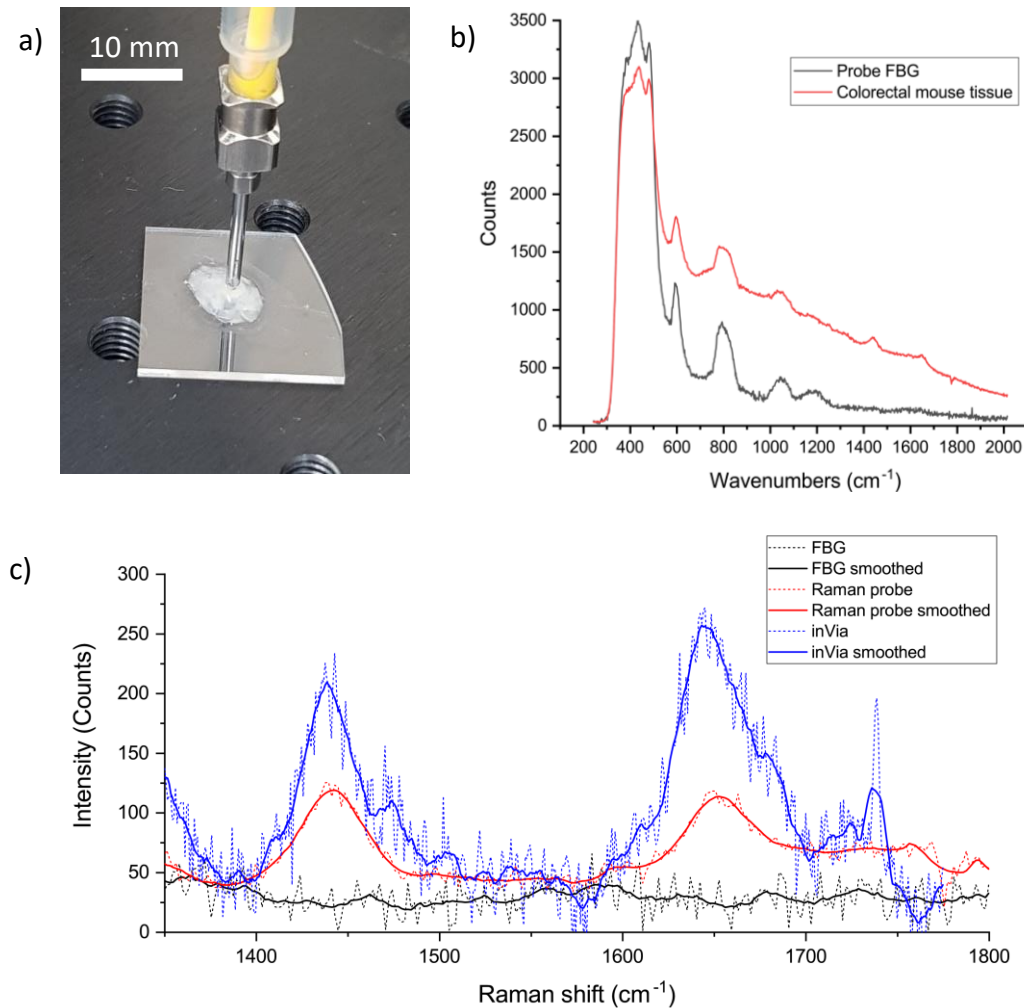 a)
10 mm
b)
Counts
3500
3000
2500
2000
1500
1000
500
0
Probe FBG
Colorectal mouse tissue
200 400 600 800 1000 1200 1400 1600 1800 2000
Wavenumbers (cm⁻¹)
c)
Intensity (Counts)
300
250
200
150
100
50
0
FBG
FBG smoothed
Raman probe
Raman probe smoothed
inVia
inVia smoothed
1400 1500 1600 1700 1800
Raman shift (cm⁻¹)